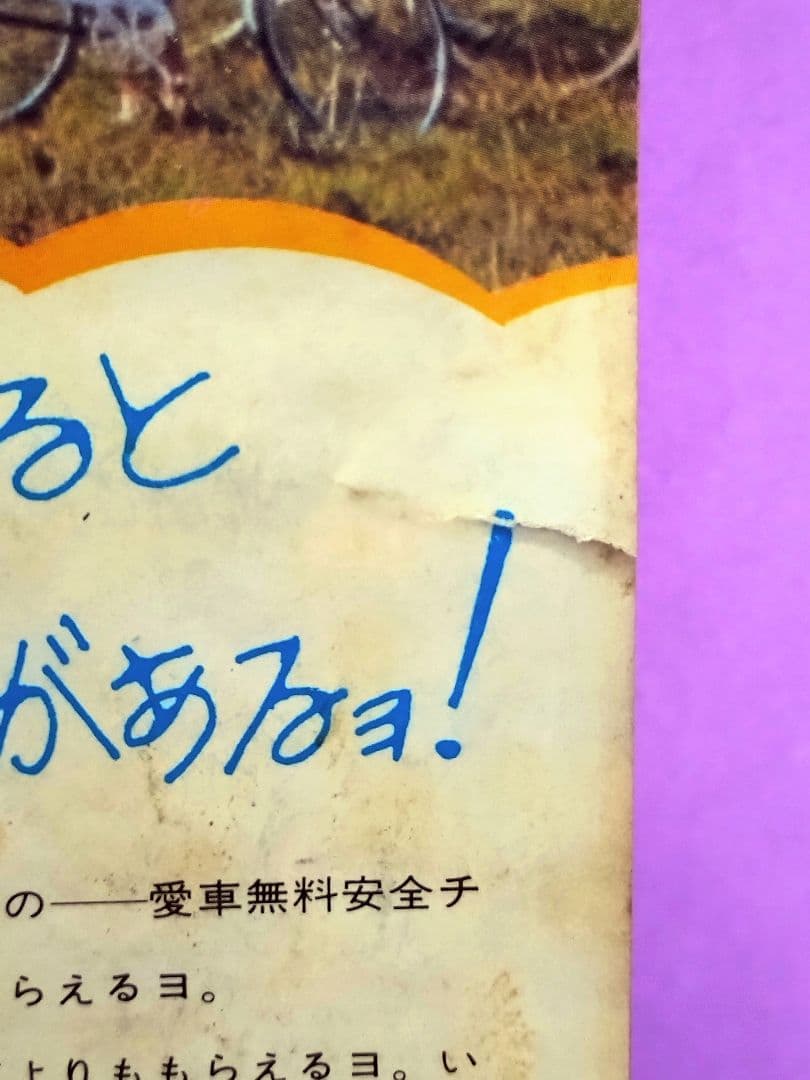 ると
があるヨ!
の——愛車無料安全チ
らえるヨ。
よりももらえるヨ。い